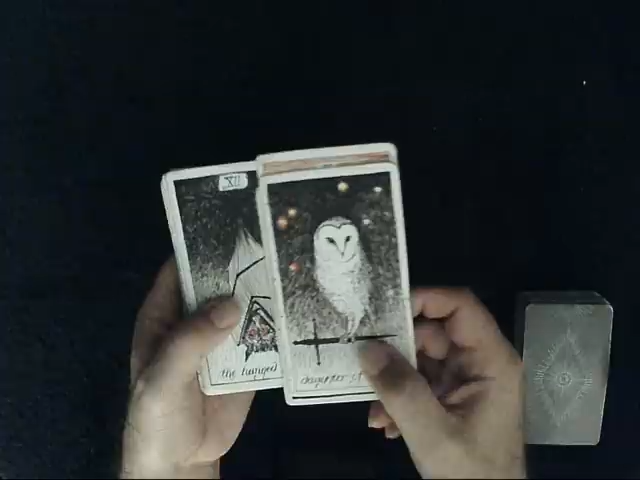 XII
the hanged
daughter of